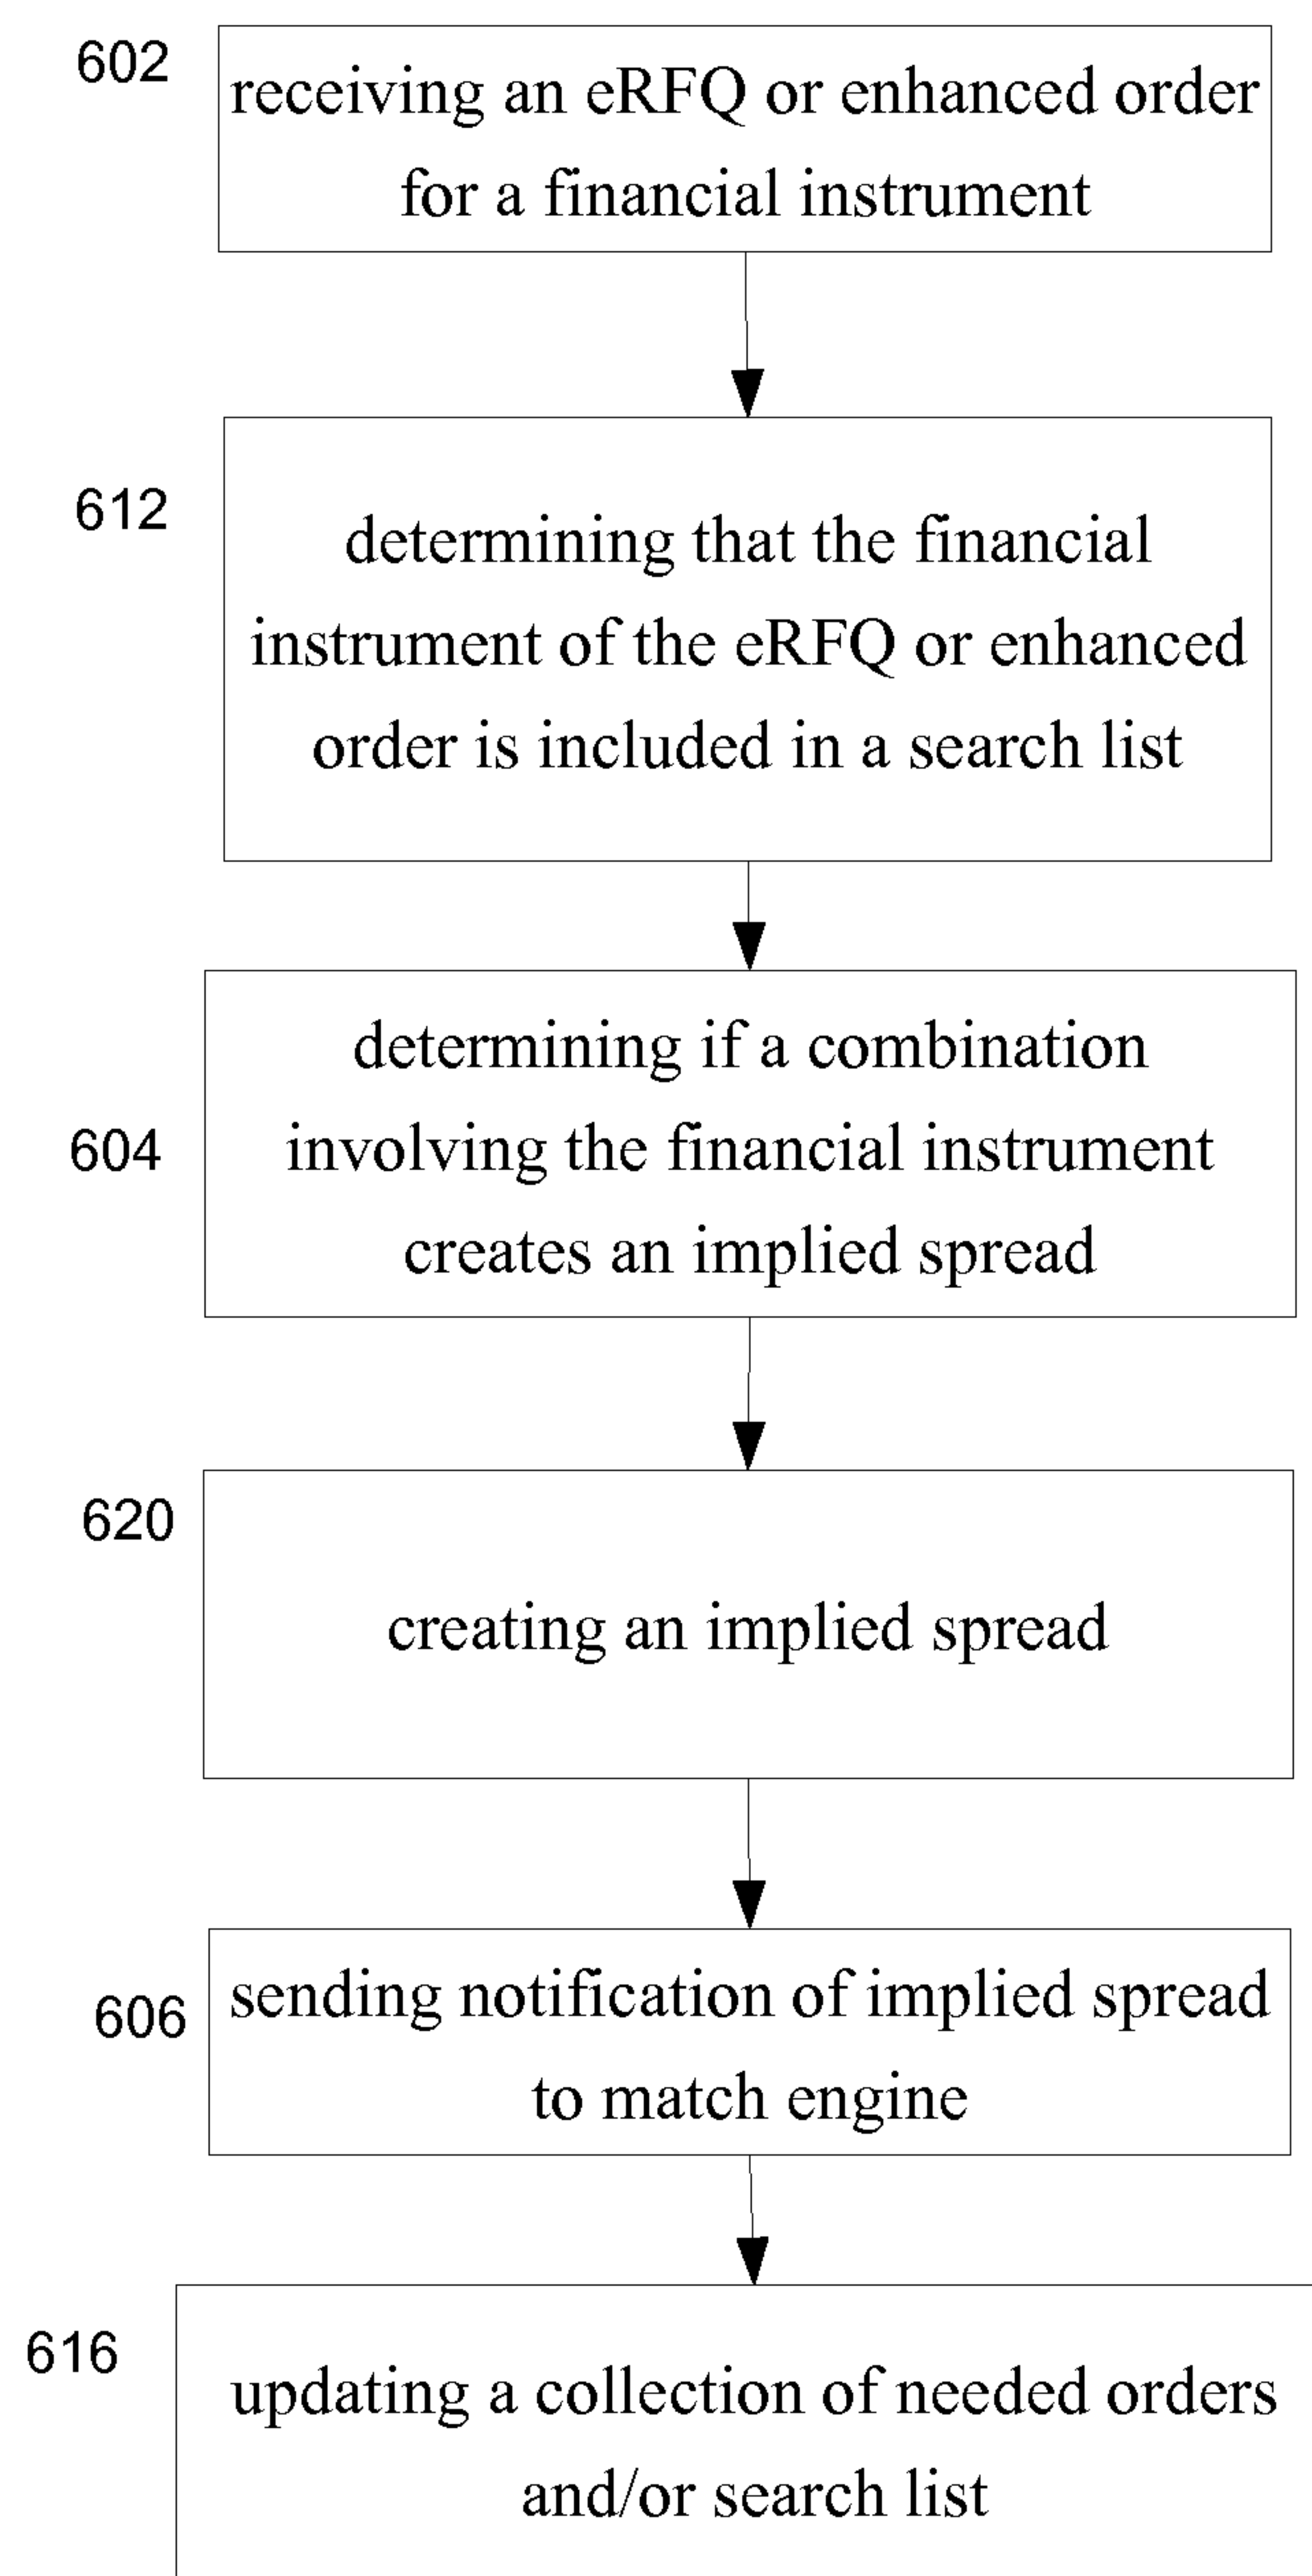 602
receiving an eRFQ or enhanced order
for a financial instrument
612
determining that the financial
instrument of the eRFQ or enhanced
order is included in a search list
604
determining if a combination
involving the financial instrument
creates an implied spread
620
creating an implied spread
606
sending notification of implied spread
to match engine
616
updating a collection of needed orders
and/or search list